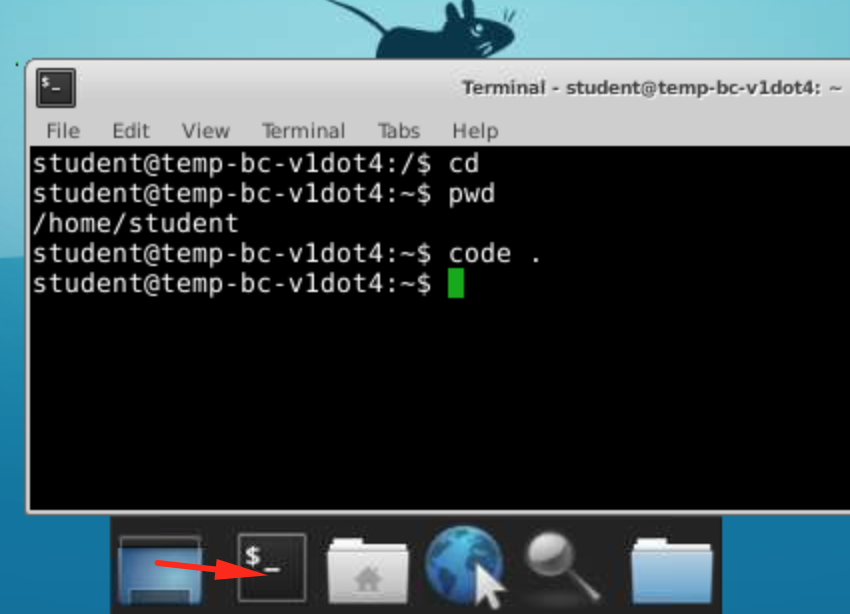 $_
Terminal - student@temp-bc-v1dot4: ~
File Edit View Terminal Tabs Help
student@temp-bc-v1dot4:/$ cd
student@temp-bc-v1dot4:~$ pwd
/home/student
student@temp-bc-v1dot4:~$ code .
student@temp-bc-v1dot4:~$
$_